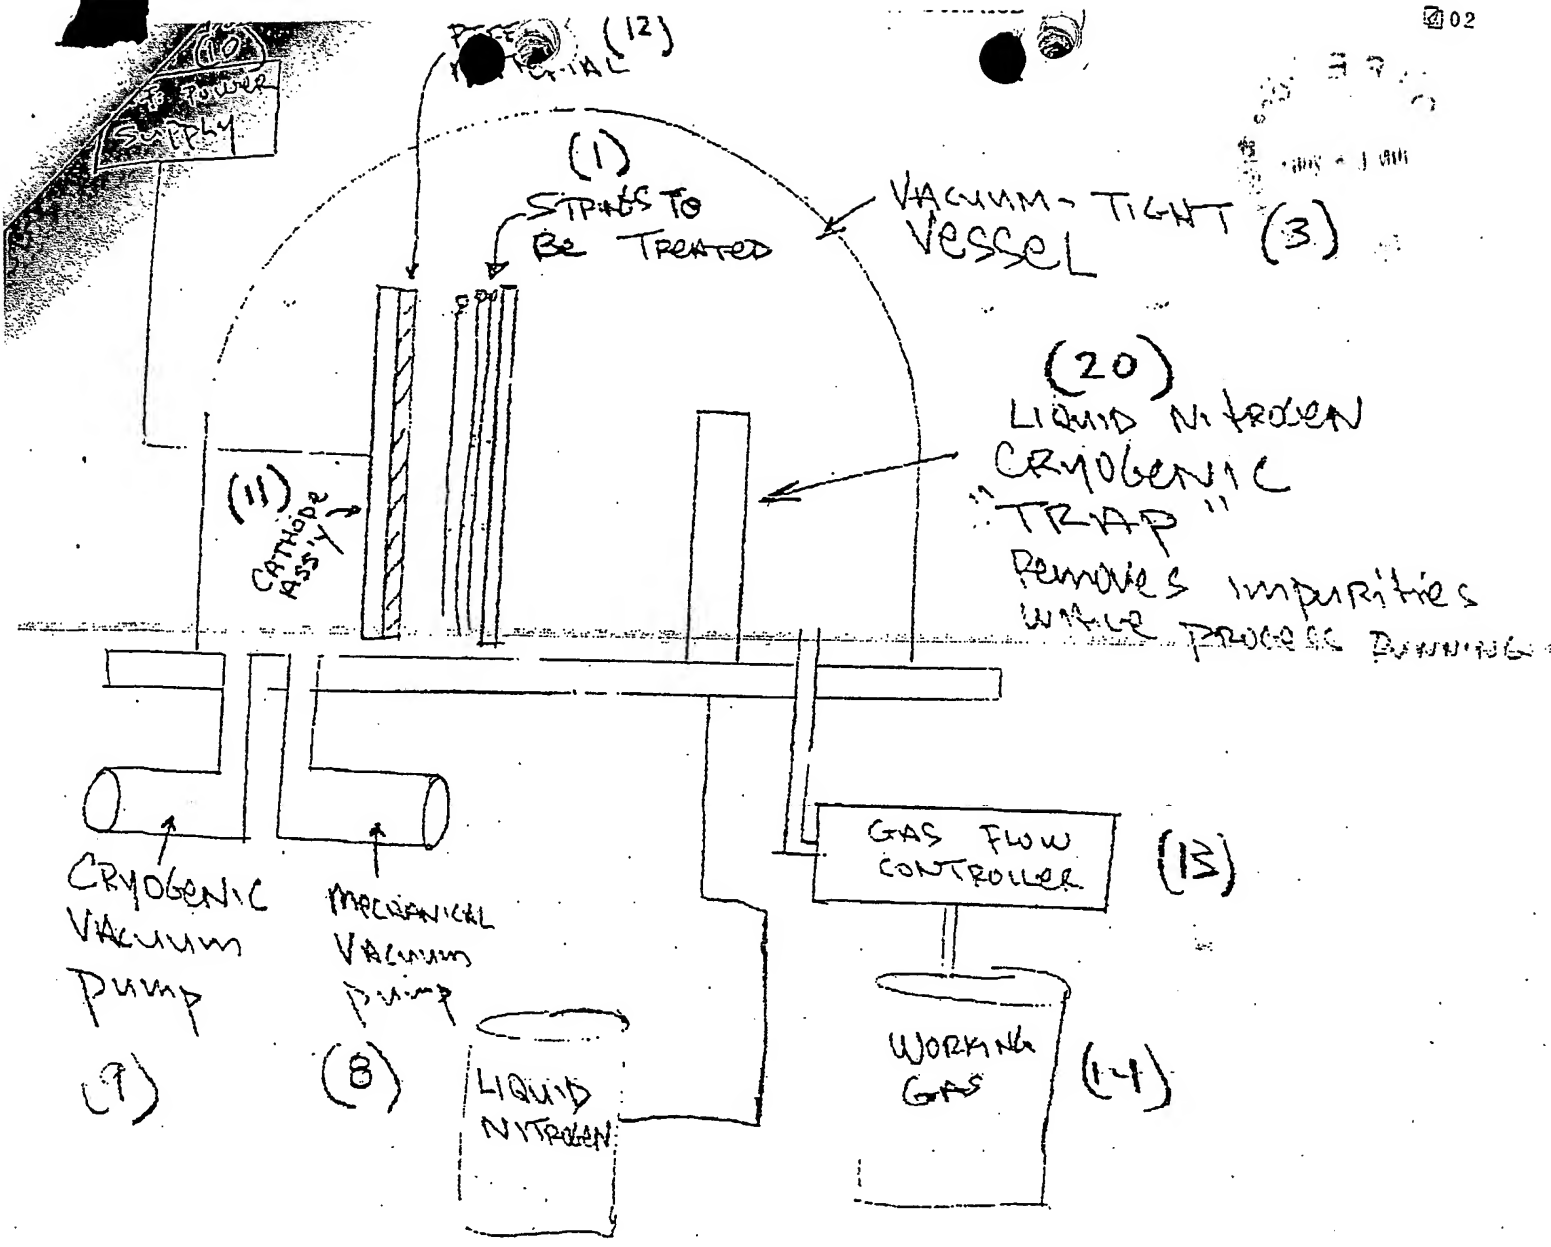 02
(10)
To Power
Supply
(12)
(1)
STRINGS TO
BE TREATED
VACUUM-TIGHT
VESSEL
(3)
(20)
LIQUID NITROGEN
CRYOGENIC
"TRAP"
Removes impurities
WHILE PROCESS RUNNING
(11)
CATHODE
ASS'Y
GAS FLOW
CONTROLLER
(13)
CRYOGENIC
VACUUM
pump
(9)
MECHANICAL
VACUUM
pump
(8)
LIQUID
NITROGEN
WORKING
GAS
(14)